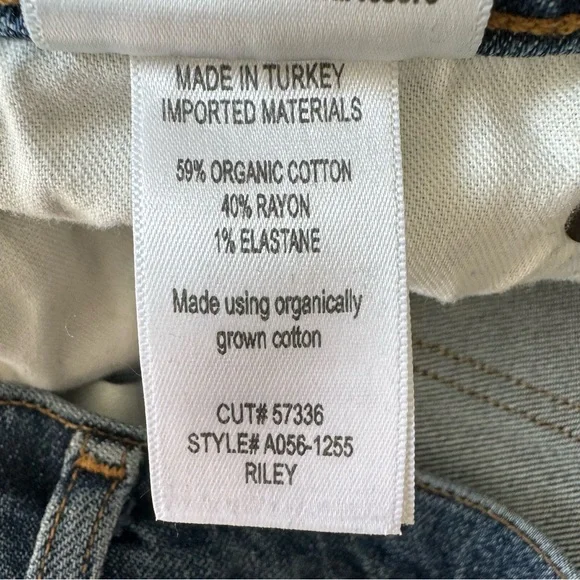 MADE IN TURKEY
IMPORTED MATERIALS
59% ORGANIC COTTON
40% RAYON
1% ELASTANE
Made using organically
grown cotton
CUT# 57336
STYLE# A056-1255
RILEY